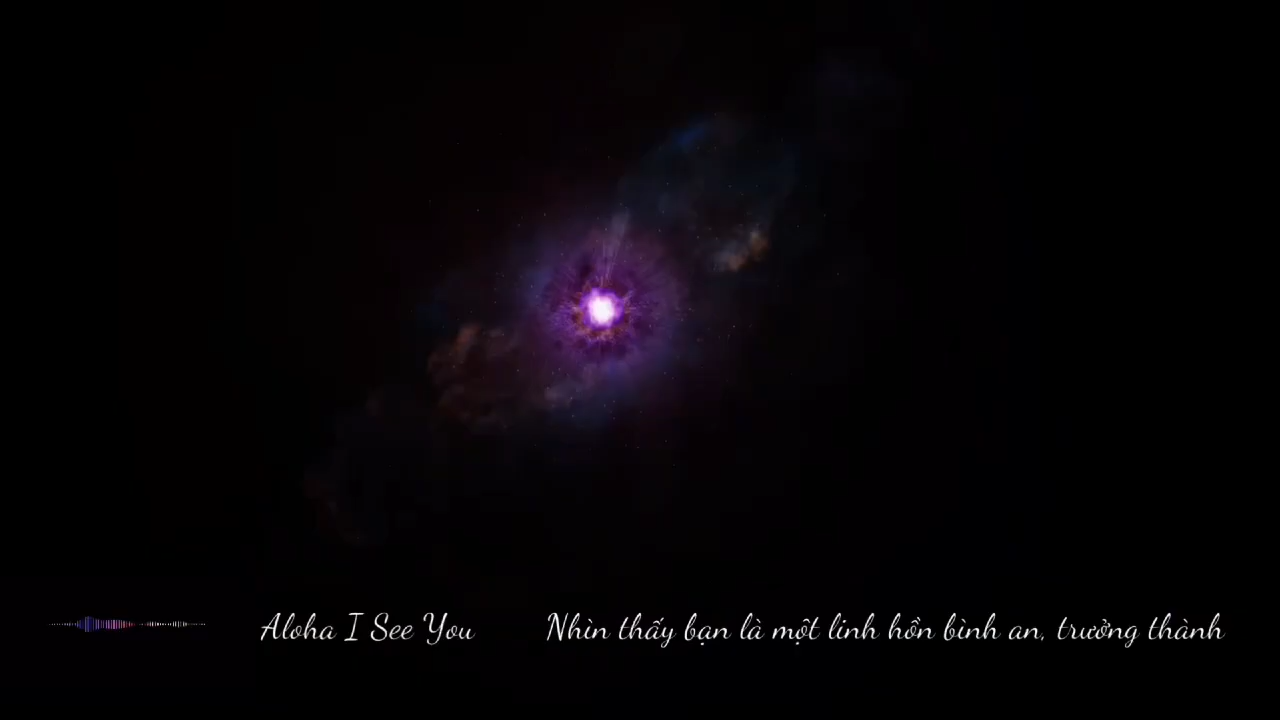 Aloha I See You
Nhìn thấy bạn là một linh hồn bình an, trưởng thành